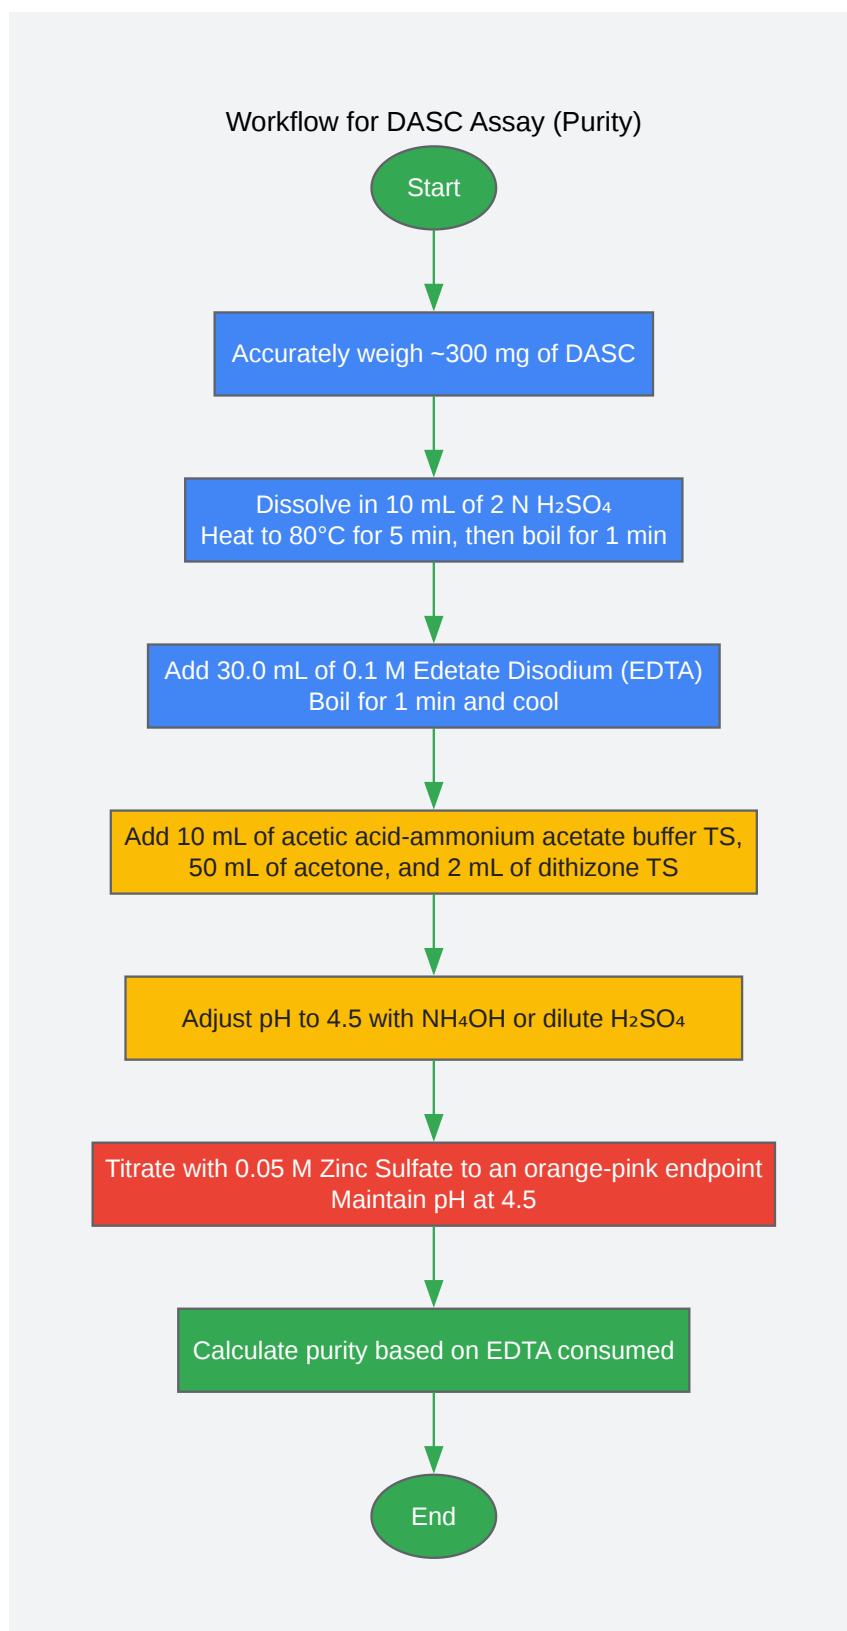 Workflow for DASC Assay (Purity)
Start
Accurately weigh ~300 mg of DASC
Dissolve in 10 mL of 2 N H₂SO₄
Heat to 80°C for 5 min, then boil for 1 min
Add 30.0 mL of 0.1 M Edetate Disodium (EDTA)
Boil for 1 min and cool
Add 10 mL of acetic acid-ammonium acetate buffer TS,
50 mL of acetone, and 2 mL of dithizone TS
Adjust pH to 4.5 with NH₄OH or dilute H₂SO₄
Titrate with 0.05 M Zinc Sulfate to an orange-pink endpoint
Maintain pH at 4.5
Calculate purity based on EDTA consumed
End